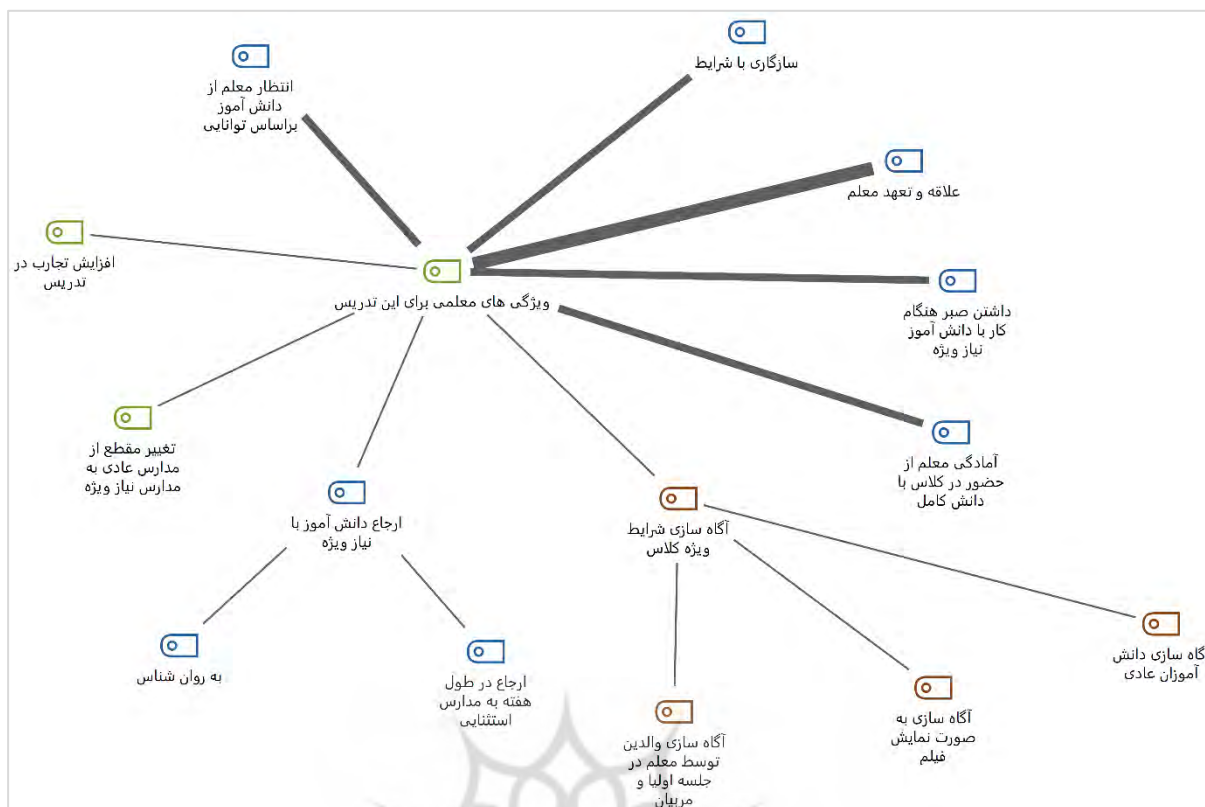 سازگاری با شرایط
انتظار معلم از
دانش آموز
براساس توانایی
علاقه و تعهد معلم
افزایش تجارب در
تدریس
ویژگی های معلمی برای این تدریس
داشتن صبر هنگام
کار با دانش آموز
نیاز ویژه
تغییر مقطع از
مدارس عادی به
مدارس نیاز ویژه
آمادگی معلم از
حضور در کلاس با
دانش کامل
ارجاع دانش آموز با
نیاز ویژه
آگاه سازی شرایط
ویژه کلاس
به روان شناس
ارجاع در طول
هفته به مدارس
استثنایی
گاه سازی دانش
آموزان عادی
آگاه سازی به
صورت نمایش
فیلم
آگاه سازی والدین
توسط معلم در
جلسه اولیا و
مربیان